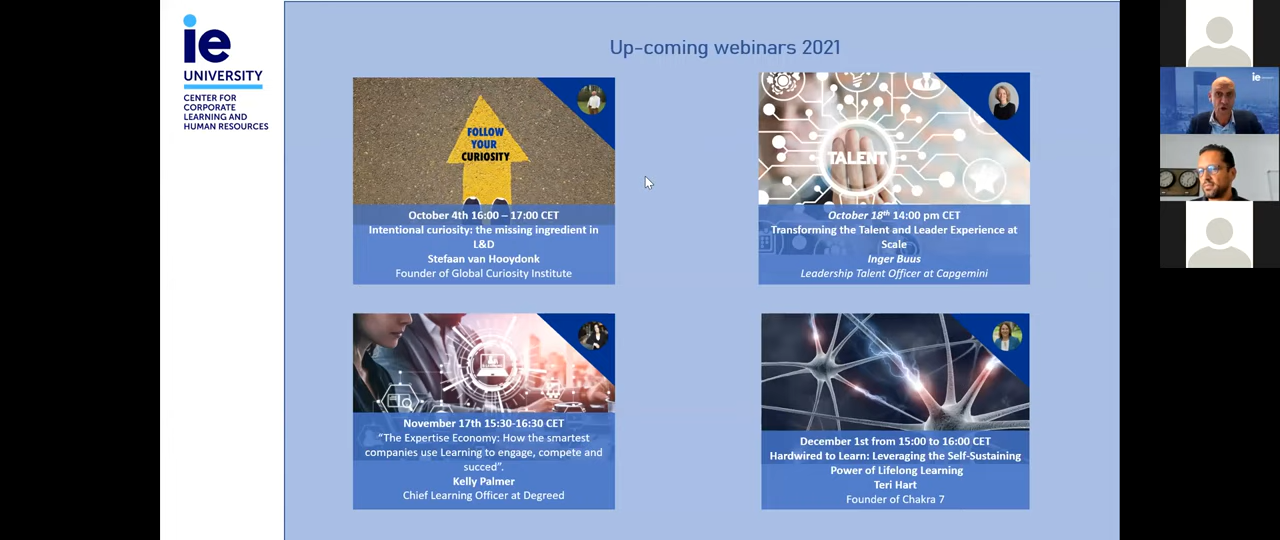 ie
UNIVERSITY
CENTER FOR
CORPORATE
LEARNING AND
HUMAN RESOURCES
Up-coming webinars 2021
FOLLOW
YOUR
CURIOSITY
October 4th 16:00 – 17:00 CET
Intentional curiosity: the missing ingredient in
L&D
Stefaan van Hooydonk
Founder of Global Curiosity Institute
TALENT
October 18th 14:00 pm CET
Transforming the Talent and Leader Experience at
Scale
Inger Buus
Leadership Talent Officer at Capgemini
November 17th 15:30-16:30 CET
“The Expertise Economy: How the smartest
companies use Learning to engage, compete and
succed”.
Kelly Palmer
Chief Learning Officer at Degreed
December 1st from 15:00 to 16:00 CET
Hardwired to Learn: Leveraging the Self-Sustaining
Power of Lifelong Learning
Teri Hart
Founder of Chakra 7
ie